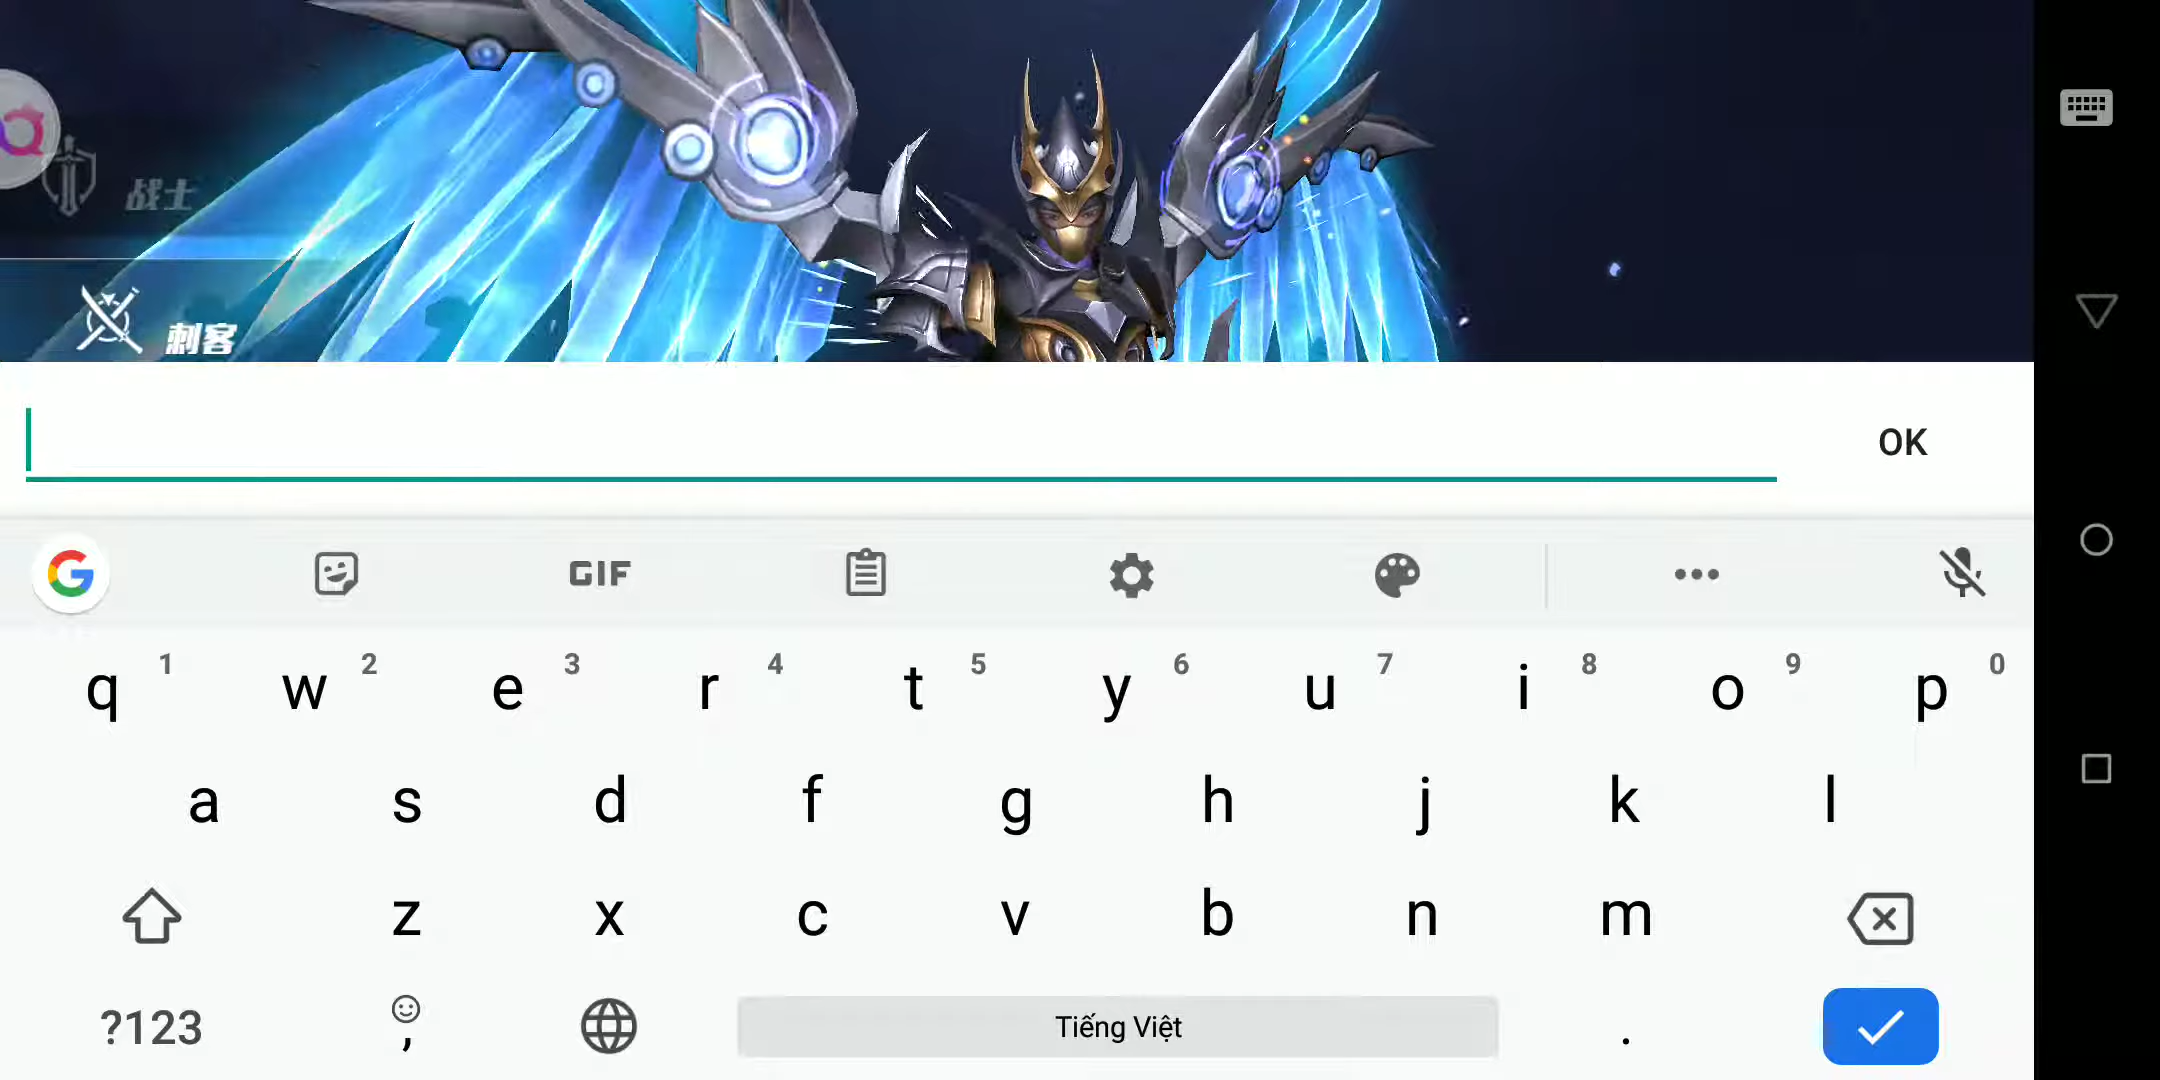 战士
刺客
OK
GIF
q 1 w 2 e 3 r 4 t 5 y 6 u 7 i 8 o 9 p 0
a s d f g h j k l
z x c v b n m
?123 , Tiếng Việt .